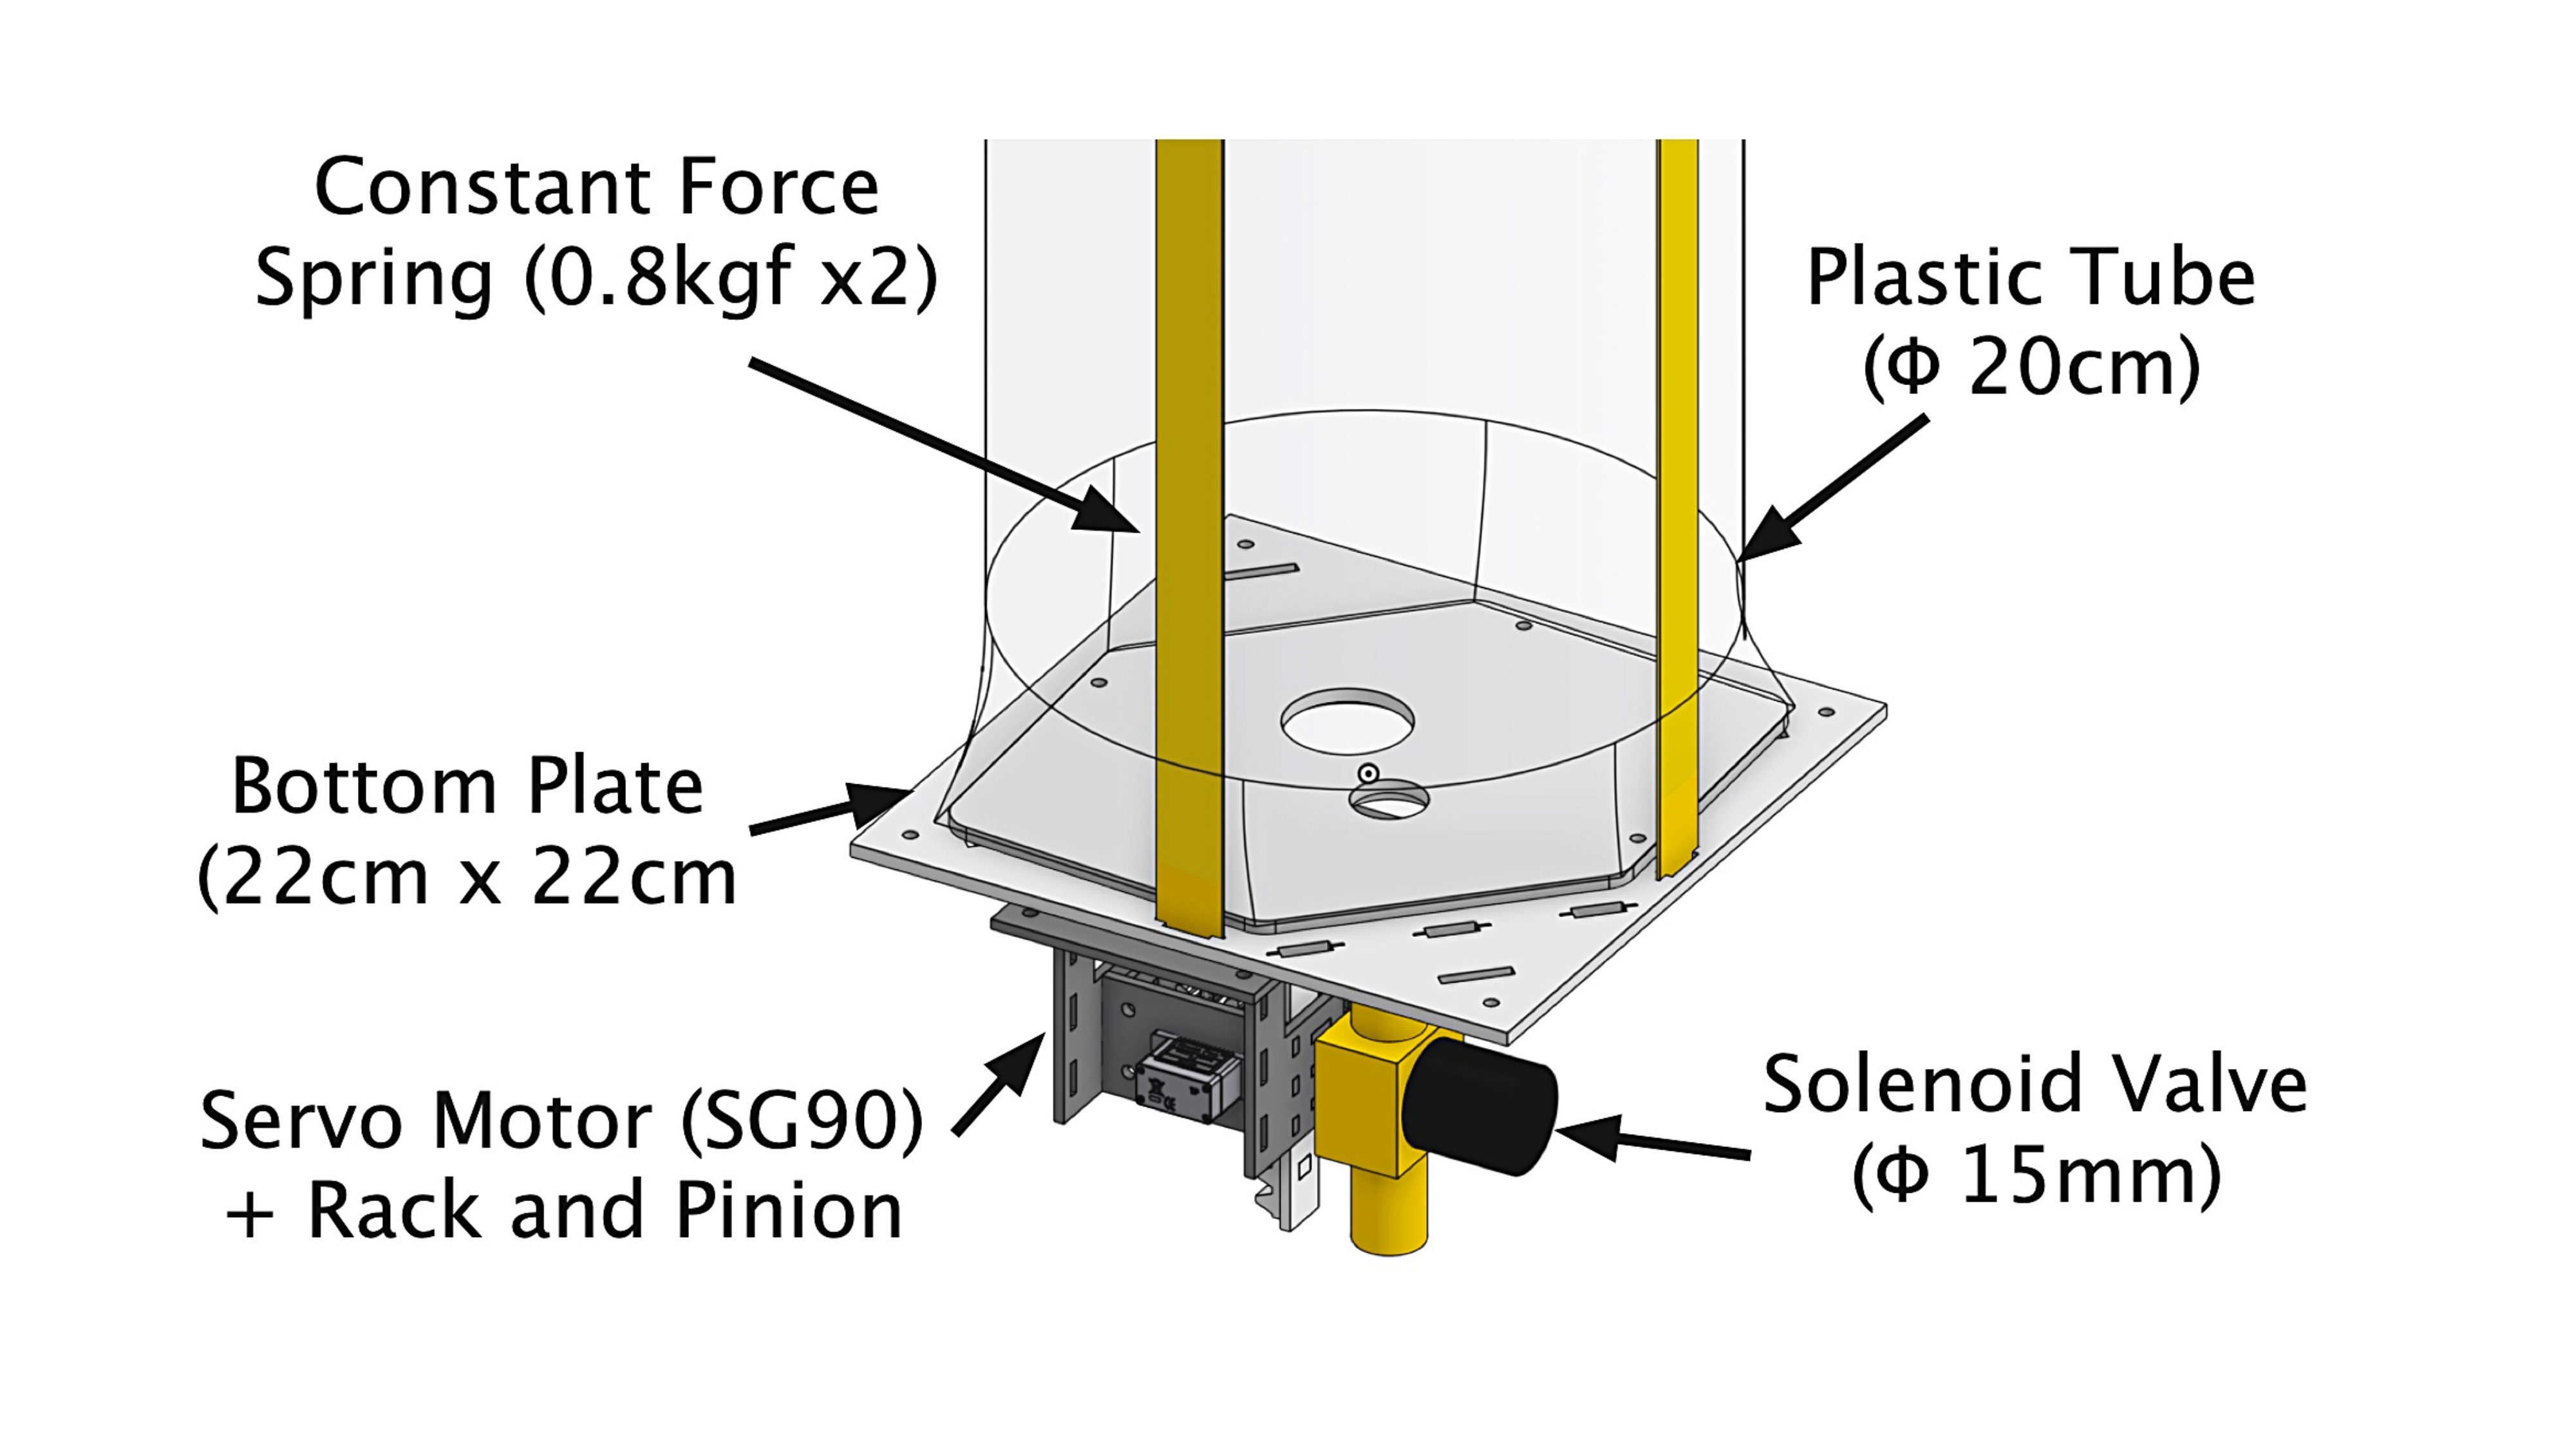 Constant Force
Spring (0.8kgf x2)
Plastic Tube
(Φ 20cm)
Bottom Plate
(22cm x 22cm
Servo Motor (SG90)
+ Rack and Pinion
Solenoid Valve
(Φ 15mm)